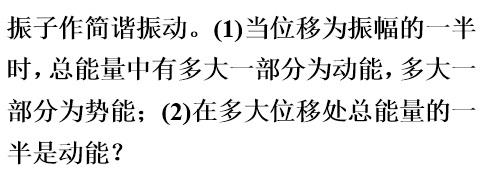 振子作简谐振动。(1)当位移为振幅的一半
时,总能量中有多大一部分为动能,多大一
部分为势能；(2)在多大位移处总能量的一
半是动能？